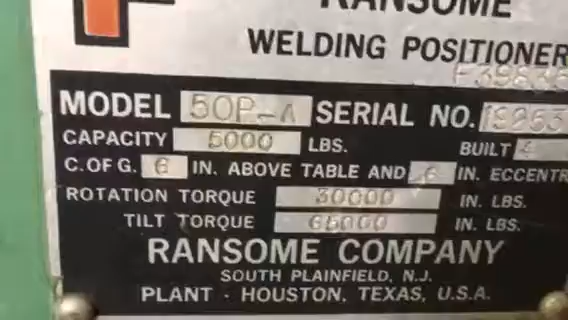 RANSOME
WELDING POSITIONER
MODEL 50P-A SERIAL NO.
CAPACITY 5000 LBS. BUILT
C. OF G. 6 IN. ABOVE TABLE AND 6 IN. ECCENTR
ROTATION TORQUE 30000 IN. LBS.
TILT TORQUE 65000 IN. LBS.
RANSOME COMPANY
SOUTH PLAINFIELD, N.J.
PLANT - HOUSTON, TEXAS, U.S.A.